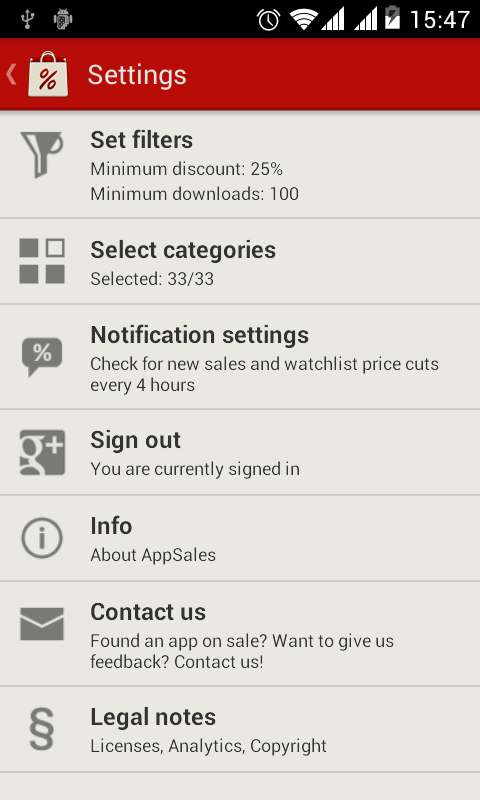 15:47
Settings
Set filters
Minimum discount: 25%
Minimum downloads: 100
Select categories
Selected: 33/33
%
Notification settings
Check for new sales and watchlist price cuts
every 4 hours
g+
Sign out
You are currently signed in
i
Info
About AppSales
Contact us
Found an app on sale? Want to give us
feedback? Contact us!
§
Legal notes
Licenses, Analytics, Copyright